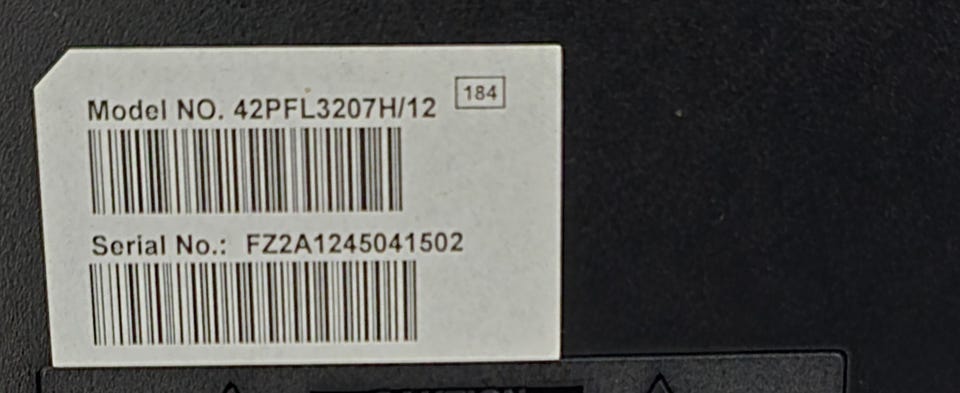 184
Model NO. 42PFL3207H/12
Serial No.: FZ2A1245041502